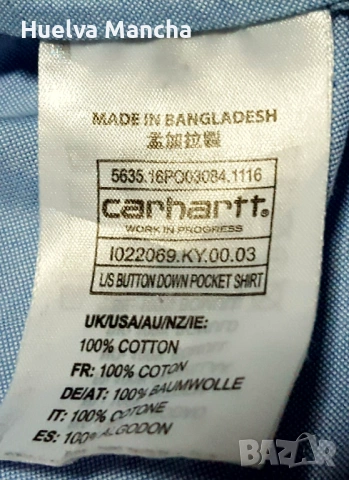 Huelva Mancha
MADE IN BANGLADESH
孟加拉製
5635.16PO03084.1116
carhartt.
WORK IN PROGRESS
I022069.KY.00.03
L/S BUTTON DOWN POCKET SHIRT
UK/USA/AU/NZ/IE:
100% COTTON
FR: 100% COTON
DE/AT: 100% BAUMWOLLE
IT: 100% COTONE
ES: 100% ALGODON
BAZAR